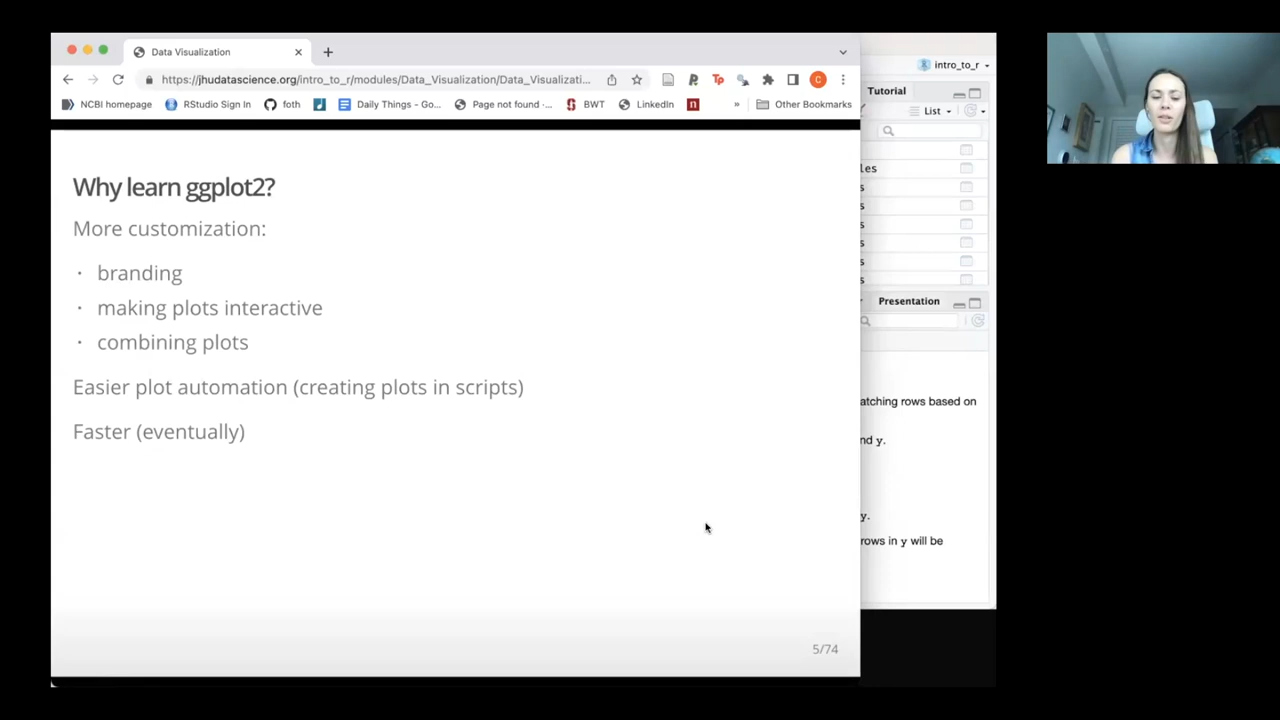 Data Visualization
https://jhudatascience.org/intro_to_r/modules/Data_Visualization/Data_Visualizati...
NCBI homepage
RStudio Sign In
foth
Daily Things - Go...
Page not found ·...
BWT
LinkedIn
»
Other Bookmarks
C
intro_to_r
Tutorial
List
les
s
s
s
s
s
Presentation
atching rows based on
nd y.
y.
rows in y will be
Why learn ggplot2?
More customization:
· branding
· making plots interactive
· combining plots
Easier plot automation (creating plots in scripts)
Faster (eventually)
5/74